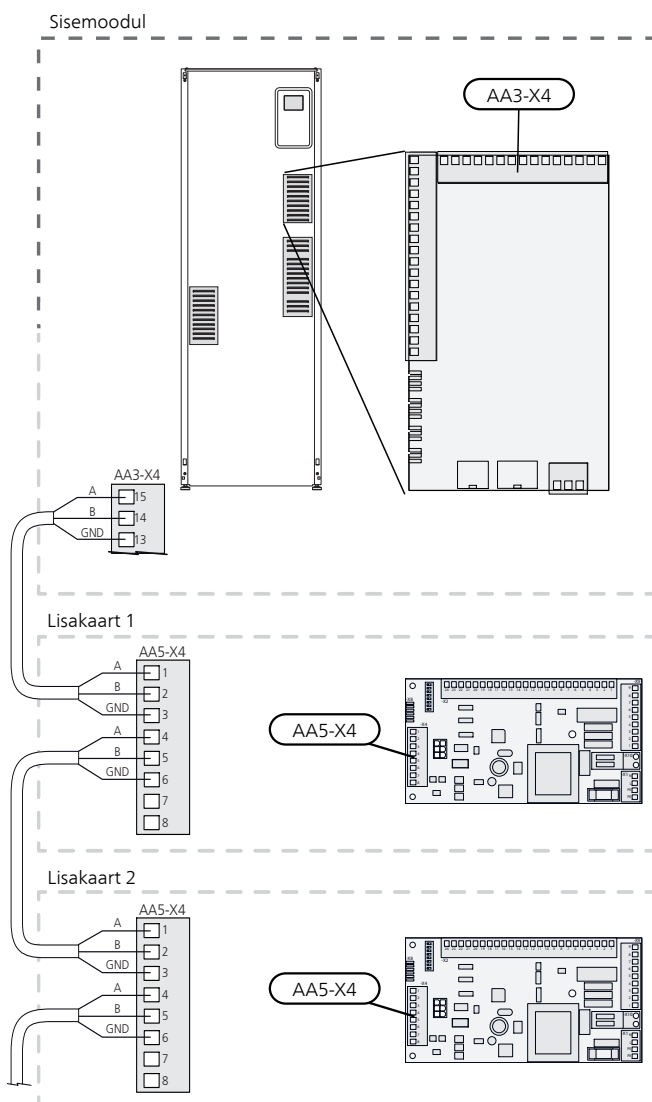 Sisemoodul
AA3-X4
AA3-X4
A
15
B
14
GND
13
Lisakaart 1
AA5-X4
A
1
B
2
GND
3
A
4
B
5
GND
6
7
8
AA5-X4
Lisakaart 2
AA5-X4
A
1
B
2
GND
3
A
4
B
5
GND
6
7
8
AA5-X4